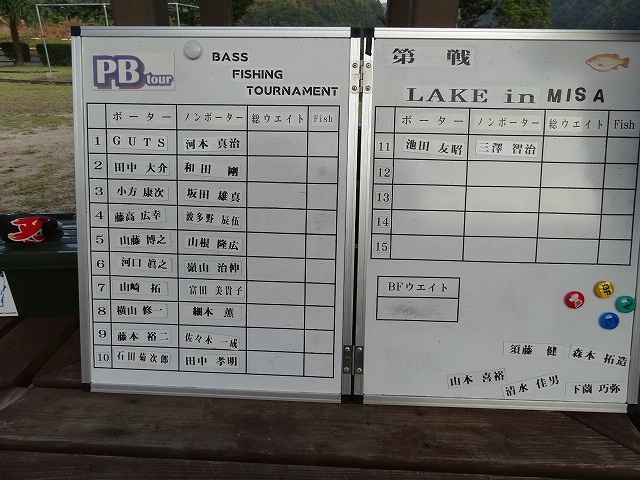 PB tour
BASS
FISHING
TOURNAMENT
ボーター ノンボーター 総ウエイト Fish
1 GUTS 河本 真治
2 田中 大介 和田 剛
3 小方 康次 坂田 雄真
4 藤高 広幸 波多野 辰伍
5 山藤 博之 山根 隆広
6 河口 眞之 嶺山 治伸
7 山崎 拓 富田 美貴子
8 横山 修一 細木 薫
9 藤本 裕二 佐々木 一成
10 石田 菊次郎 田中 孝明
第 戦
LAKE in MISA
ボーター ノンボーター 総ウエイト Fish
11 池田 友昭 三澤 智治
12
13
14
15
BFウエイト
BF
須藤 健 森本 拓造
山本 喜裕 清水 佳男 下薗 巧弥